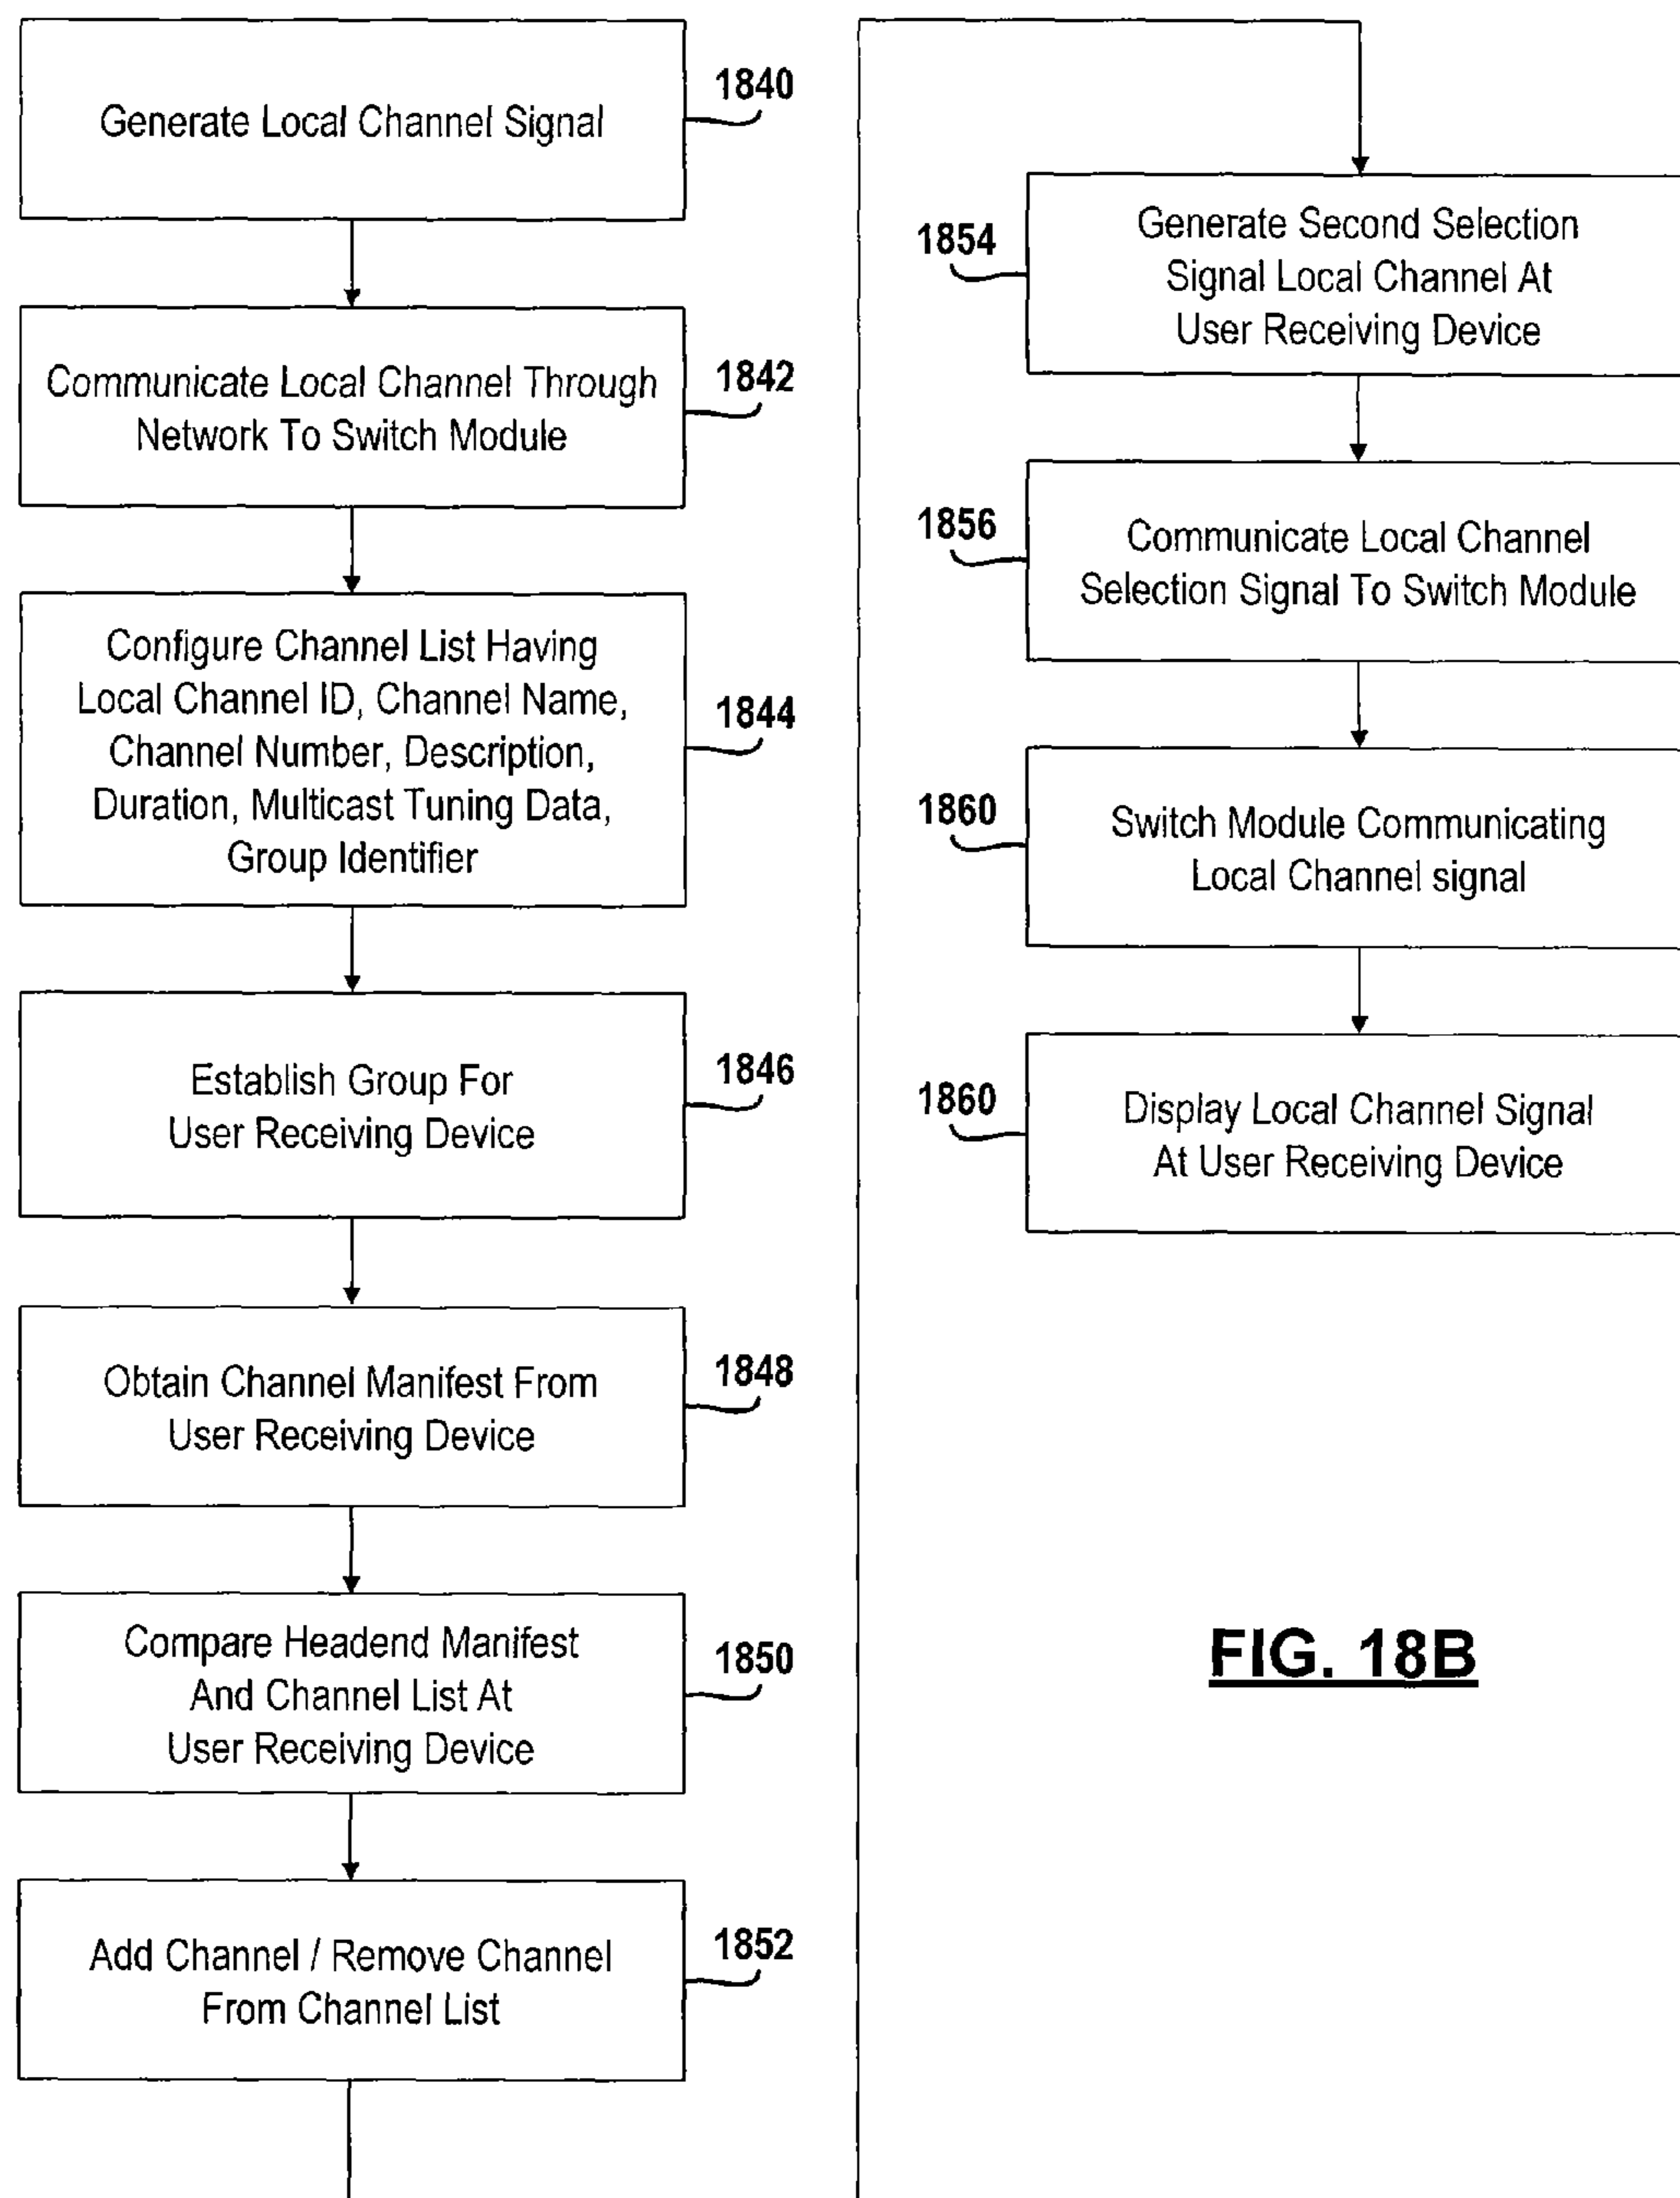 Generate Local Channel Signal
1840
Communicate Local Channel Through
Network To Switch Module
1842
Configure Channel List Having
Local Channel ID, Channel Name,
Channel Number, Description,
Duration, Multicast Tuning Data,
Group Identifier
1844
Establish Group For
User Receiving Device
1846
Obtain Channel Manifest From
User Receiving Device
1848
Compare Headend Manifest
And Channel List At
User Receiving Device
1850
Add Channel / Remove Channel
From Channel List
1852
1854
Generate Second Selection
Signal Local Channel At
User Receiving Device
1856
Communicate Local Channel
Selection Signal To Switch Module
1860
Switch Module Communicating
Local Channel signal
1860
Display Local Channel Signal
At User Receiving Device
FIG. 18B